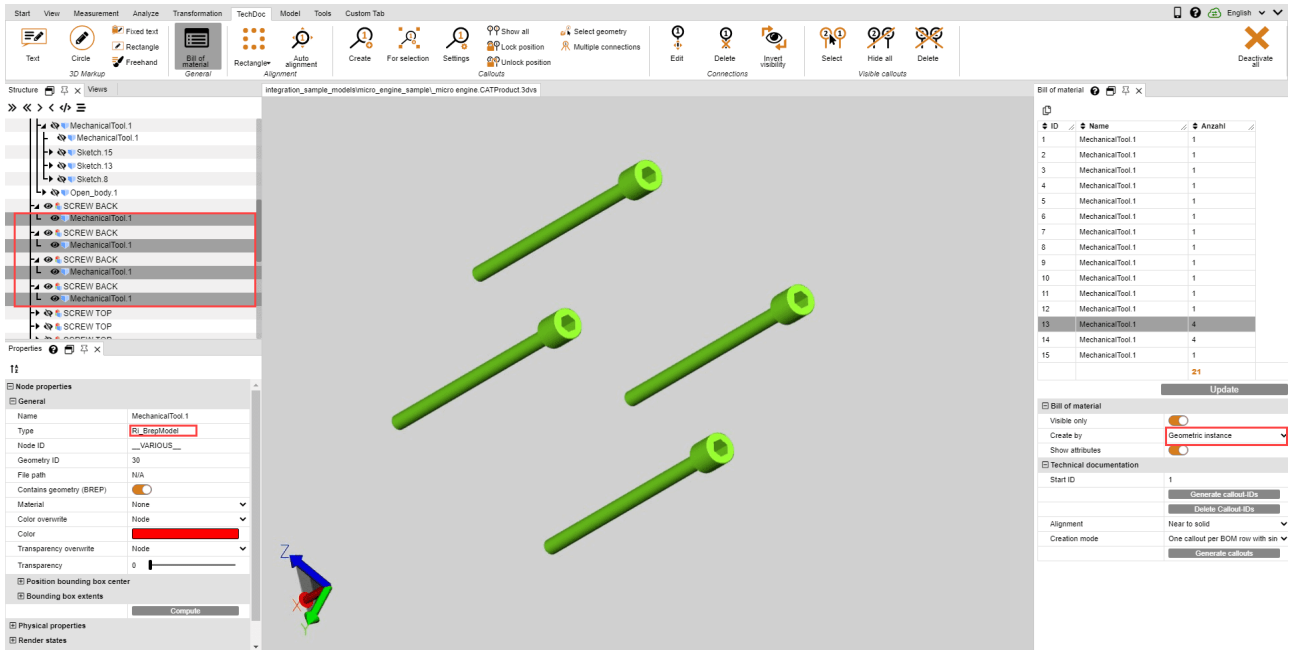 Start View Measurement Analyze Transformation TechDoc Model Tools Custom Tab English
Text Circle Fixed text Rectangle Freehand
3D Markup
Bill of material
General
Rectangle Auto alignment
Alignment
Create For selection Settings Show all Lock position Unlock position Select geometry Multiple connections
Callouts
Edit Delete Invert visibility
Connections
Select Hide all Delete
Visible callouts
Deactivate all
Structure Views
MechanicalTool.1
MechanicalTool.1
Sketch.15
Sketch.13
Sketch.8
Open_body.1
SCREW BACK
MechanicalTool.1
SCREW BACK
MechanicalTool.1
SCREW BACK
MechanicalTool.1
SCREW BACK
MechanicalTool.1
SCREW TOP
SCREW TOP
Properties
Node properties
General
Name MechanicalTool.1
Type Ri_BrepModel
Node ID __VARIOUS__
Geometry ID 30
File path N/A
Contains geometry (BREP)
Material None
Color overwrite Node
Color
Transparency overwrite Node
Transparency 0
Position bounding box center
Bounding box extents
Compute
Physical properties
Render states
integration_sample_models\micro_engine_sample\_micro engine.CATProduct.3dvs
Z
X
Y
Bill of material
ID Name Anzahl
1 MechanicalTool.1 1
2 MechanicalTool.1 1
3 MechanicalTool.1 1
4 MechanicalTool.1 1
5 MechanicalTool.1 1
6 MechanicalTool.1 1
7 MechanicalTool.1 1
8 MechanicalTool.1 1
9 MechanicalTool.1 1
10 MechanicalTool.1 1
11 MechanicalTool.1 1
12 MechanicalTool.1 1
13 MechanicalTool.1 4
14 MechanicalTool.1 4
15 MechanicalTool.1 1
21
Update
Bill of material
Visible only
Create by Geometric instance
Show attributes
Technical documentation
Start ID 1
Generate callout-IDs
Delete Callout-IDs
Alignment Near to solid
Creation mode One callout per BOM row with sin
Generate callouts